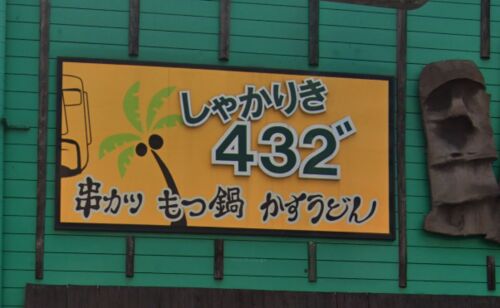 しゃかりき
432"
串カツ もつ鍋 かすうどん